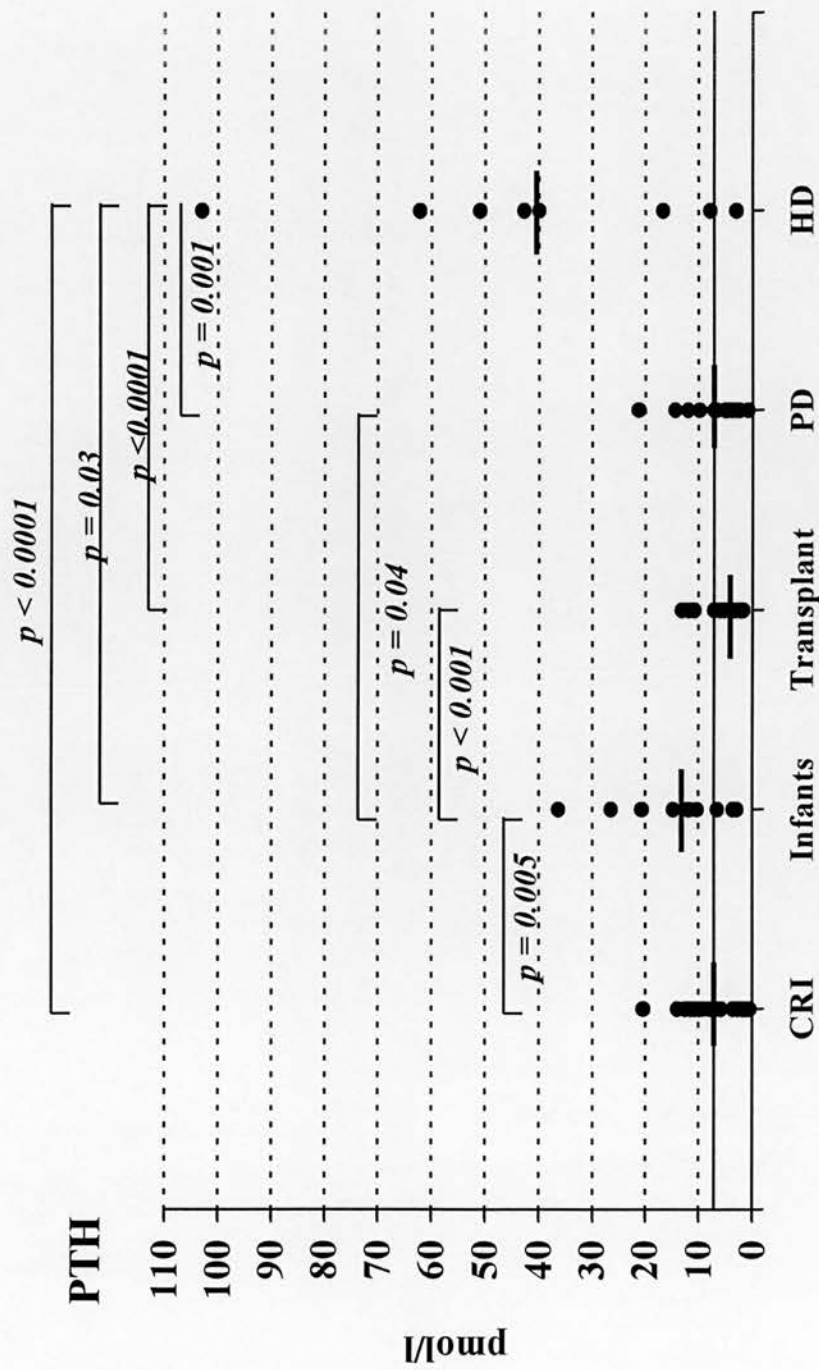 PTH
pmol/l
110
100
90
80
70
60
50
40
30
20
10
0
p < 0.0001
p = 0.03
p <0.0001
p = 0.001
p = 0.04
p < 0.001
p = 0.005
CRI
Infants
Transplant
PD
HD